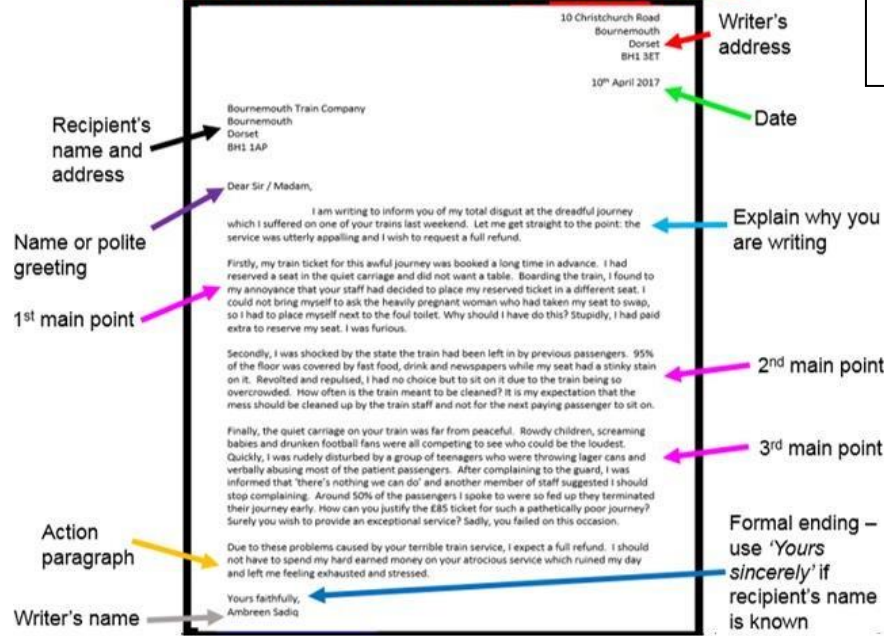 10 Christchurch Road
Bournemouth
Dorset
BH1 3ET
Writer's
address
10th April 2017
Date
Bournemouth Train Company
Bournemouth
Dorset
BH1 1AP
Recipient's
name and
address
Dear Sir / Madam,
Name or polite
greeting
I am writing to inform you of my total disgust at the dreadful journey
which I suffered on one of your trains last weekend. Let me get straight to the point: the
service was utterly appalling and I wish to request a full refund.
Explain why you
are writing
Firstly, my train ticket for this awful journey was booked a long time in advance. I had
reserved a seat in the quiet carriage and did not want a table. Boarding the train, I found to
my annoyance that your staff had decided to place my reserved ticket in a different seat. I
could not bring myself to ask the heavily pregnant woman who had taken my seat to swap,
so I had to place myself next to the foul toilet. Why should I have do this? Stupidly, I had paid
extra to reserve my seat. I was furious.
1st main point
Secondly, I was shocked by the state the train had been left in by previous passengers. 95%
of the floor was covered by fast food, drink and newspapers while my seat had a stinky stain
on it. Revolted and repulsed, I had no choice but to sit on it due to the train being so
overcrowded. How often is the train meant to be cleaned? It is my expectation that the
mess should be cleaned up by the train staff and not for the next paying passenger to sit on.
2nd main point
Finally, the quiet carriage on your train was far from peaceful. Rowdy children, screaming
babies and drunken football fans were all competing to see who could be the loudest.
Quickly, I was rudely disturbed by a group of teenagers who were throwing lager cans and
verbally abusing most of the patient passengers. After complaining to the guard, I was
informed that 'there's nothing we can do' and another member of staff suggested I should
stop complaining. Around 50% of the passengers I spoke to were so fed up they terminated
their journey early. How can you justify the £85 ticket for such a pathetically poor journey?
Surely you wish to provide an exceptional service? Sadly, you failed on this occasion.
3rd main point
Due to these problems caused by your terrible train service, I expect a full refund. I should
not have to spend my hard earned money on your atrocious service which ruined my day
and left me feeling exhausted and stressed.
Action
paragraph
Yours faithfully,
Ambreen Sadiq
Formal ending –
use 'Yours
sincerely' if
recipient's name
is known
Writer's name